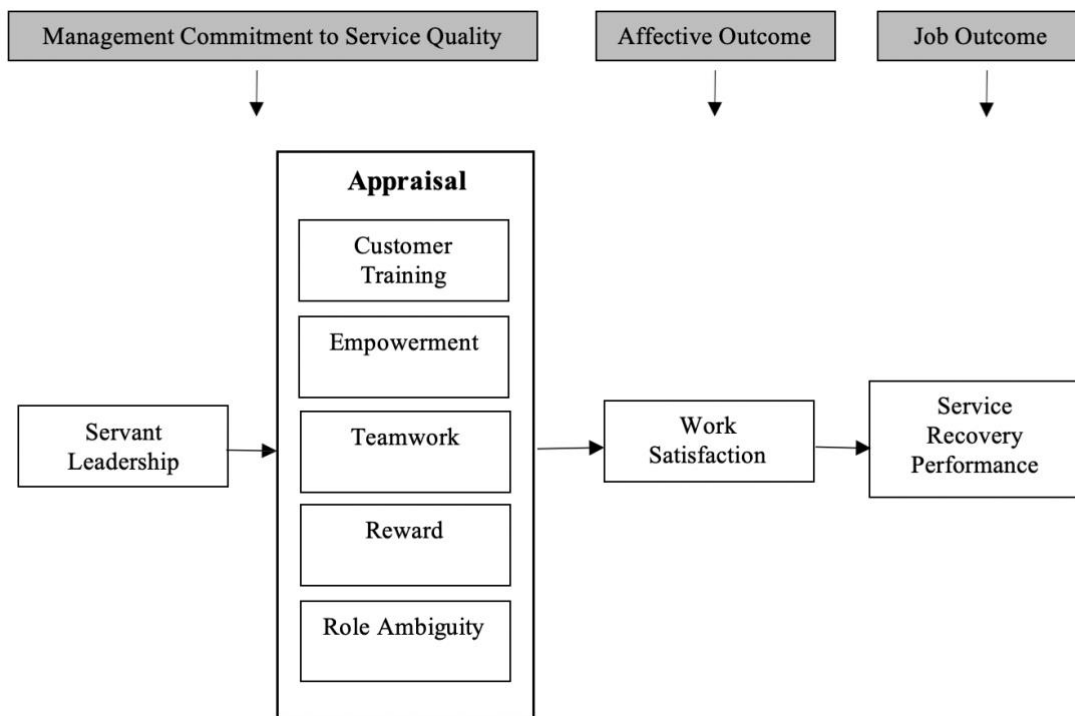 Management Commitment to Service Quality
Affective Outcome
Job Outcome
Appraisal
Customer
Training
Empowerment
Teamwork
Reward
Role Ambiguity
Servant
Leadership
Work
Satisfaction
Service
Recovery
Performance